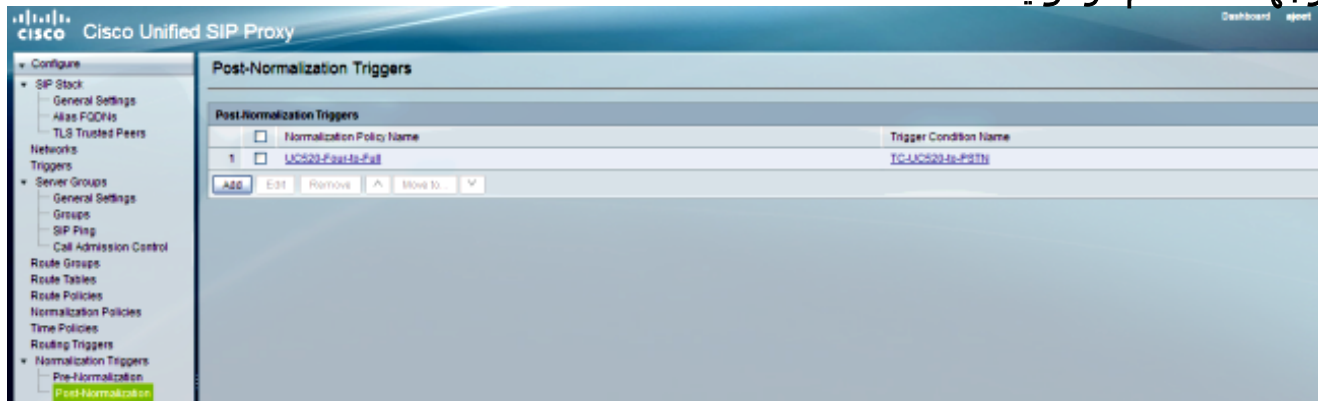 cisco Cisco Unified SIP Proxy
Dashboard ajeet
Configure
SIP Stack
General Settings
Alias FQDNs
TLS Trusted Peers
Networks
Triggers
Server Groups
General Settings
Groups
SIP Ping
Call Admission Control
Route Groups
Route Tables
Route Policies
Normalization Policies
Time Policies
Routing Triggers
Normalization Triggers
Pre-Normalization
Post-Normalization
Post-Normalization Triggers
Post-Normalization Triggers
Normalization Policy Name Trigger Condition Name
1 UC520-Four-to-Full TC-UC520-to-PSTN
Add Edit Remove Move to...